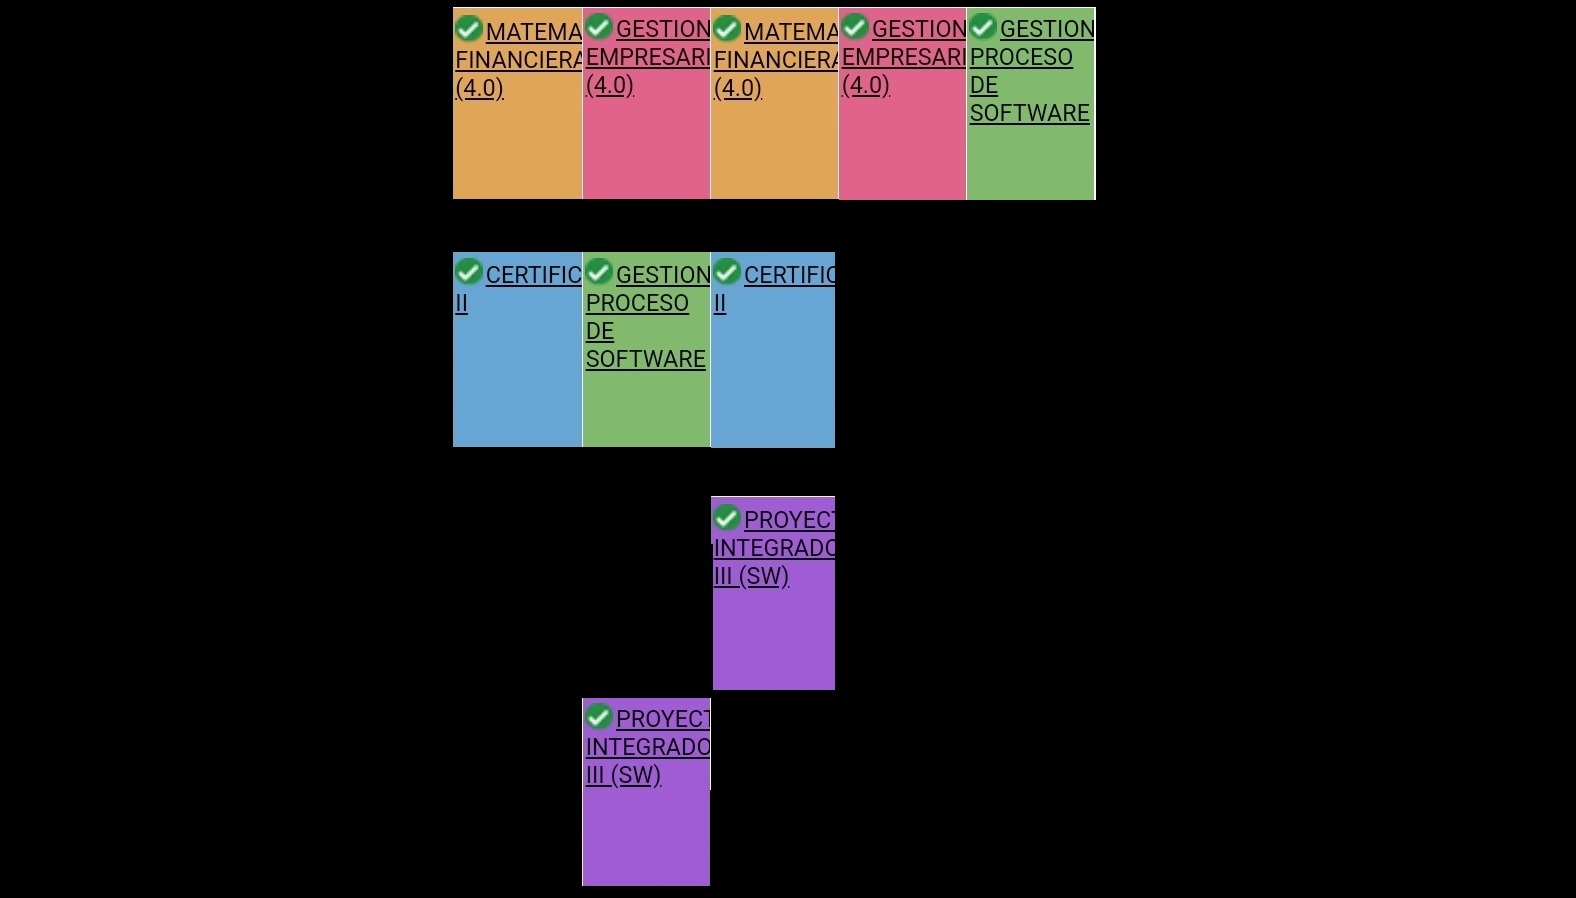 MATEMA
FINANCIERA
(4.0)
GESTION
EMPRESARI
(4.0)
MATEMA
FINANCIERA
(4.0)
GESTION
EMPRESARI
(4.0)
GESTION
PROCESO
DE
SOFTWARE
CERTIFIC
II
GESTION
PROCESO
DE
SOFTWARE
CERTIFIC
II
PROYECT
INTEGRADO
III (SW)
PROYECT
INTEGRADO
III (SW)